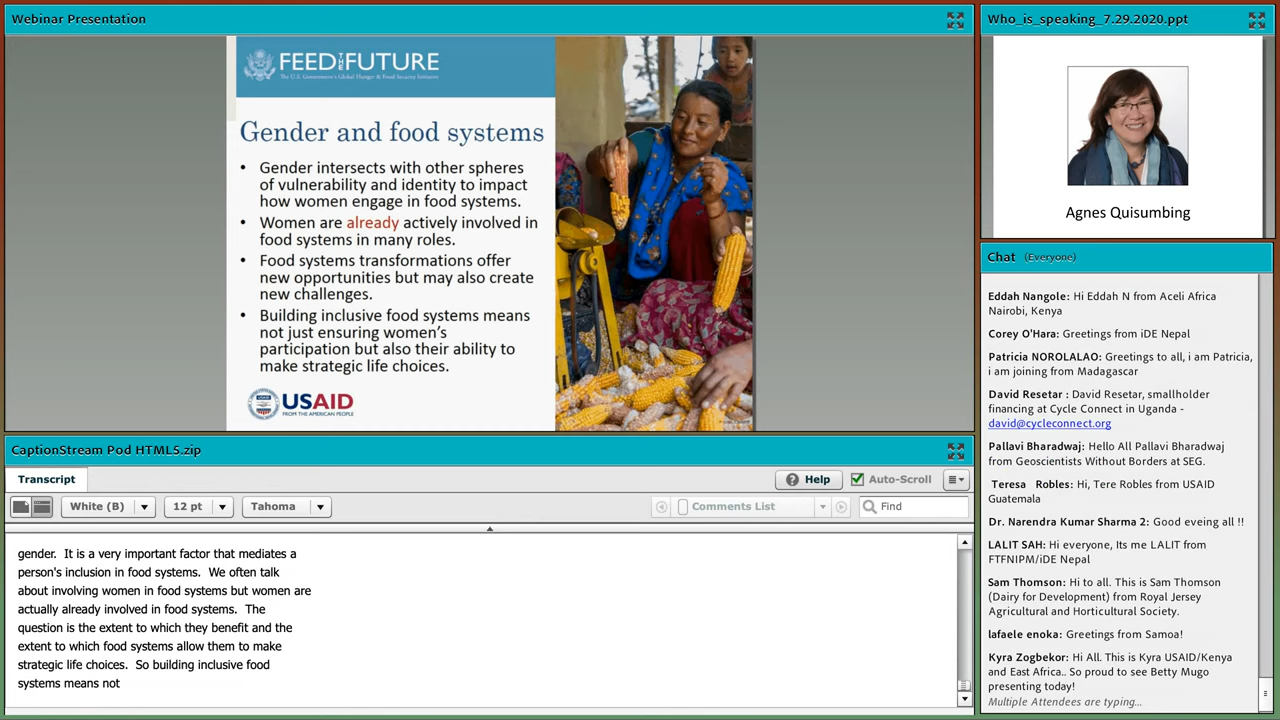 Webinar Presentation
FEED THE FUTURE
The U.S. Government's Global Hunger & Food Security Initiative
Gender and food systems
• Gender intersects with other spheres
of vulnerability and identity to impact
how women engage in food systems.
• Women are already actively involved in
food systems in many roles.
• Food systems transformations offer
new opportunities but may also create
new challenges.
• Building inclusive food systems means
not just ensuring women's
participation but also their ability to
make strategic life choices.
USAID
FROM THE AMERICAN PEOPLE
Who_is_speaking_7.29.2020.ppt
Agnes Quisumbing
Chat (Everyone)
Eddah Nangole: Hi Eddah N from Aceli Africa
Nairobi, Kenya
Corey O'Hara: Greetings from iDE Nepal
Patricia NOROLALAO: Greetings to all, i am Patricia,
i am joining from Madagascar
David Resetar : David Resetar, smallholder
financing at Cycle Connect in Uganda -
david@cycleconnect.org
Pallavi Bharadwaj: Hello All Pallavi Bharadwaj
from Geoscientists Without Borders at SEG.
Teresa Robles: Hi, Tere Robles from USAID
Guatemala
Dr. Narendra Kumar Sharma 2: Good eveing all !!
LALIT SAH: Hi everyone, Its me LALIT from
FTFNIPM/iDE Nepal
Sam Thomson: Hi to all. This is Sam Thomson
(Dairy for Development) from Royal Jersey
Agricultural and Horticultural Society.
lafaele enoka: Greetings from Samoa!
Kyra Zogbekor: Hi All. This is Kyra USAID/Kenya
and East Africa.. So proud to see Betty Mugo
presenting today!
Multiple Attendees are typing...
CaptionStream Pod HTML5.zip
Transcript
Help
Auto-Scroll
White (B)
12 pt
Tahoma
Comments List
Find
gender. It is a very important factor that mediates a
person's inclusion in food systems. We often talk
about involving women in food systems but women are
actually already involved in food systems. The
question is the extent to which they benefit and the
extent to which food systems allow them to make
strategic life choices. So building inclusive food
systems means not